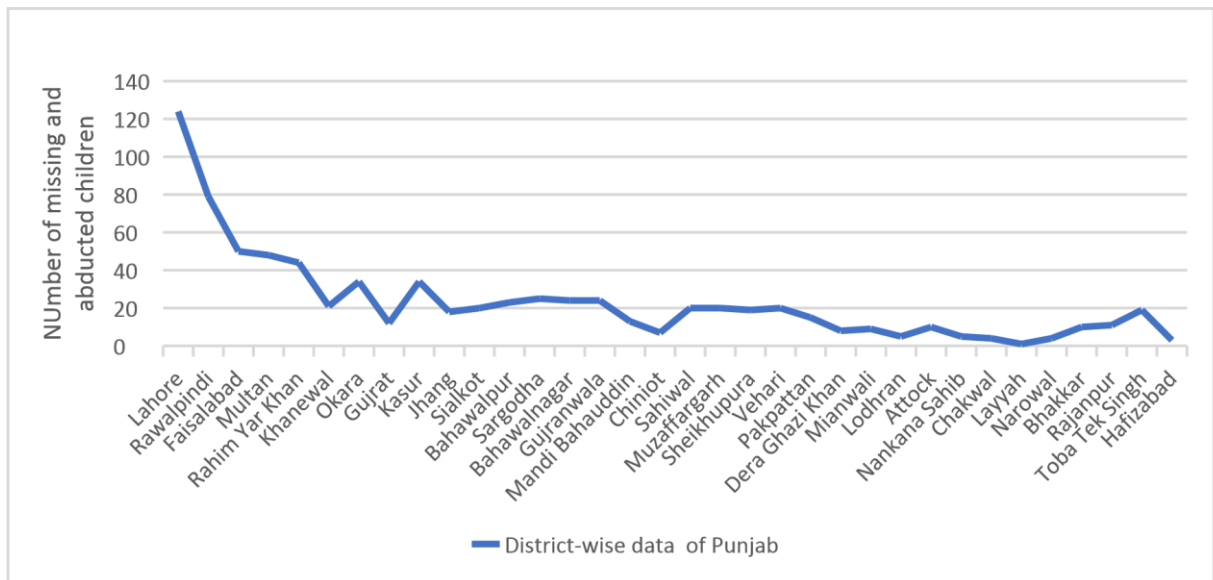 NUmber of missing and
abducted children
140
120
100
80
60
40
20
0
Lahore
Rawalpindi
Faisalabad
Multan
Rahim Yar Khan
Khanewal
Okara
Gujrat
Kasur
Jhang
Sialkot
Bahawalpur
Sargodha
Bahawalnagar
Gujranwala
Mandi Bahauddin
Chiniot
Sahiwal
Muzaffargarh
Sheikhupura
Vehari
Pakpattan
Dera Ghazi Khan
Mianwali
Lodhran
Attock
Nankana Sahib
Chakwal
Layyah
Narowal
Bhakkar
Rajanpur
Toba Tek Singh
Hafizabad
District-wise data of Punjab